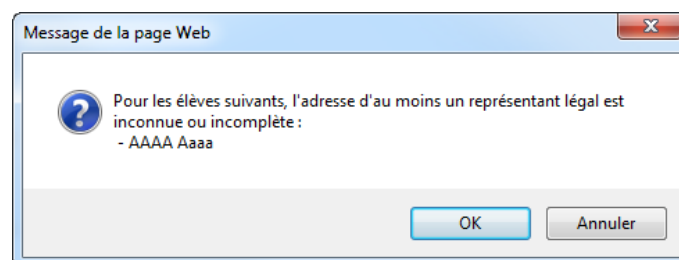 Message de la page Web
x
Pour les élèves suivants, l'adresse d'au moins un représentant légal est
inconnue ou incomplète :
- AAAA Aaaa
OK
Annuler